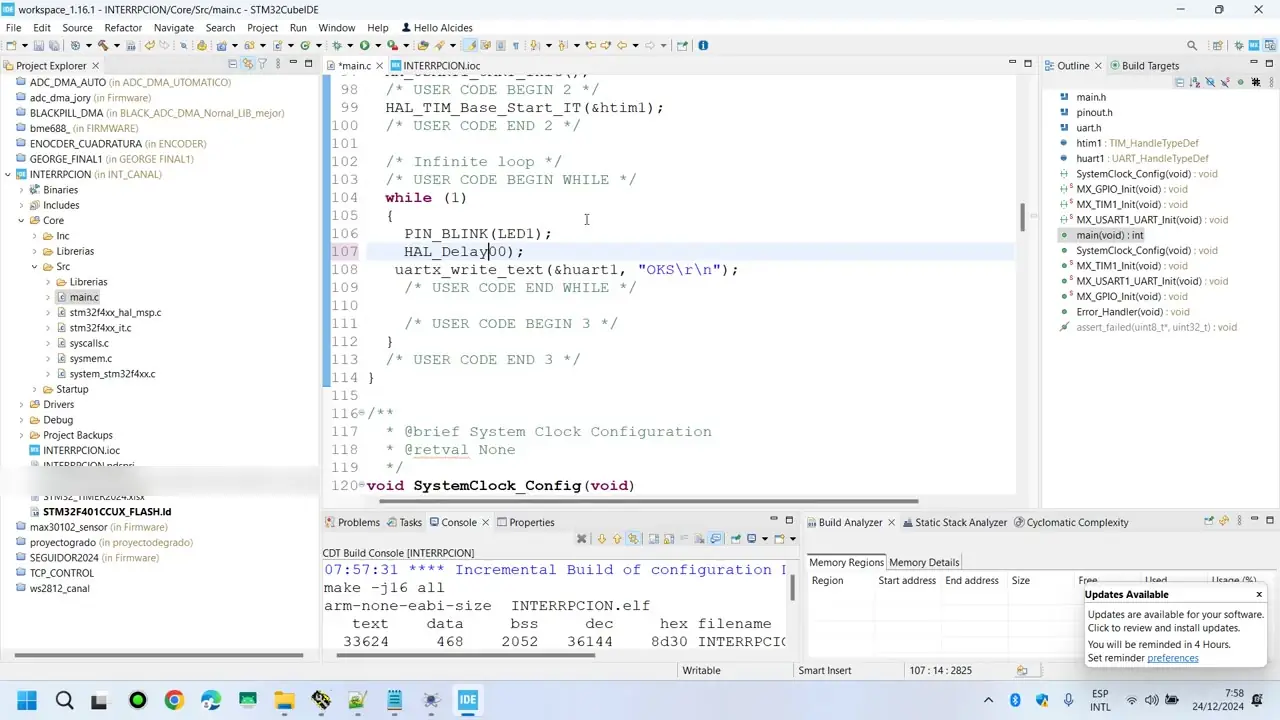 workspace_1.16.1 - INTERRPCION/Core/Src/main.c - STM32CubeIDE
File Edit Source Refactor Navigate Search Project Run Window Help Hello Alcides
Project Explorer
ADC_DMA_AUTO (in ADC_DMA_UTOMATICO)
adc_dma_jory (in Firmware)
BLACKPILL_DMA (in BLACK_ADC_DMA_Nornal_LIB_mejor)
bme688_ (in FIRMWARE)
ENOCDER_CUADRATURA (in ENCODER)
GEORGE_FINAL1 (in GEORGE FINAL1)
INTERRPCION (in INT_CANAL)
Binaries
Includes
Core
Inc
Librerias
Src
Librerias
main.c
stm32f4xx_hal_msp.c
stm32f4xx_it.c
syscalls.c
sysmem.c
system_stm32f4xx.c
Startup
Drivers
Debug
Project Backups
INTERRPCION.ioc
STM32F401CCUX_FLASH.ld
max30102_sensor (in Firmware)
proyectogrado (in proyectodegrado)
SEGUIDOR2024 (in Firmware)
TCP_CONTROL
ws2812_canal
*main.c INTERRPCION.ioc
98 /* USER CODE BEGIN 2 */
99 HAL_TIM_Base_Start_IT(&htim1);
100 /* USER CODE END 2 */
101
102 /* Infinite loop */
103 /* USER CODE BEGIN WHILE */
104 while (1)
105 {
106 PIN_BLINK(LED1);
107 HAL_Delay00);
108 uartx_write_text(&huart1, "OKS\r\n");
109 /* USER CODE END WHILE */
110
111 /* USER CODE BEGIN 3 */
112 }
113 /* USER CODE END 3 */
114 }
115
116 /**
117 * @brief System Clock Configuration
118 * @retval None
119 */
120 void SystemClock_Config(void)
Outline Build Targets
main.h
pinout.h
uart.h
htim1 : TIM_HandleTypeDef
huart1 : UART_HandleTypeDef
SystemClock_Config(void) : void
MX_GPIO_Init(void) : void
MX_TIM1_Init(void) : void
MX_USART1_UART_Init(void) : void
main(void) : int
SystemClock_Config(void) : void
MX_TIM1_Init(void) : void
MX_USART1_UART_Init(void) : void
MX_GPIO_Init(void) : void
Error_Handler(void) : void
assert_failed(uint8_t*, uint32_t) : void
Problems Tasks Console Properties
CDT Build Console [INTERRPCION]
07:57:31 **** Incremental Build of configuration
make -j16 all
arm-none-eabi-size INTERRPCION.elf
text data bss dec hex filename
33624 468 2052 36144 8d30 INTERRPCIO
Build Analyzer Static Stack Analyzer Cyclomatic Complexity
Memory Regions Memory Details
Region Start address End address Size Free Used Usage (%)
Updates Available
Updates are available for your software.
Click to review and install updates.
You will be reminded in 4 Hours.
Set reminder preferences
Writable Smart Insert 107 : 14 : 2825
IDE
ESP
INTL
7:58
24/12/2024